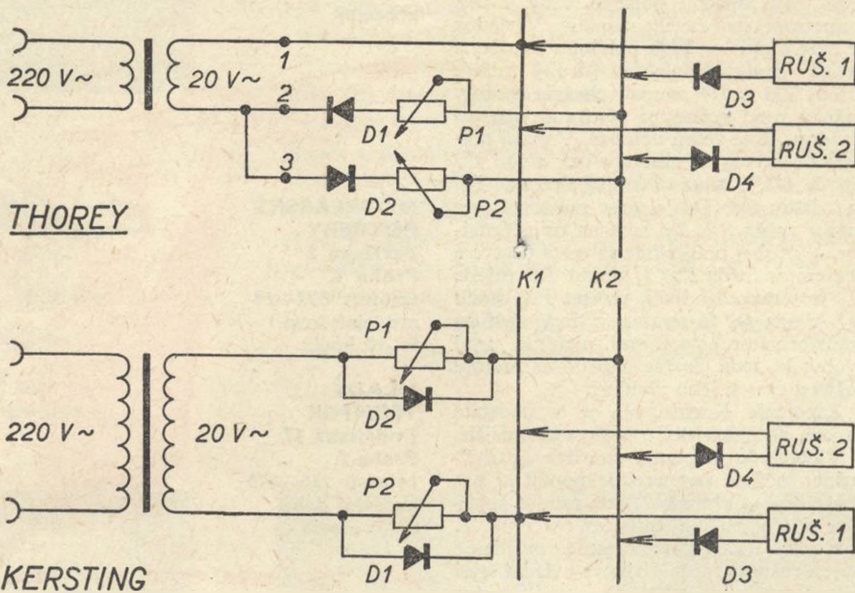 220 V~
20 V~
1
2
3
D1
P1
D2
P2
RUŠ. 1
D3
RUŠ. 2
D4
THOREY
K1
K2
220 V~
20 V~
P1
D2
P2
D1
RUŠ. 2
D4
RUŠ. 1
D3
KERSTING